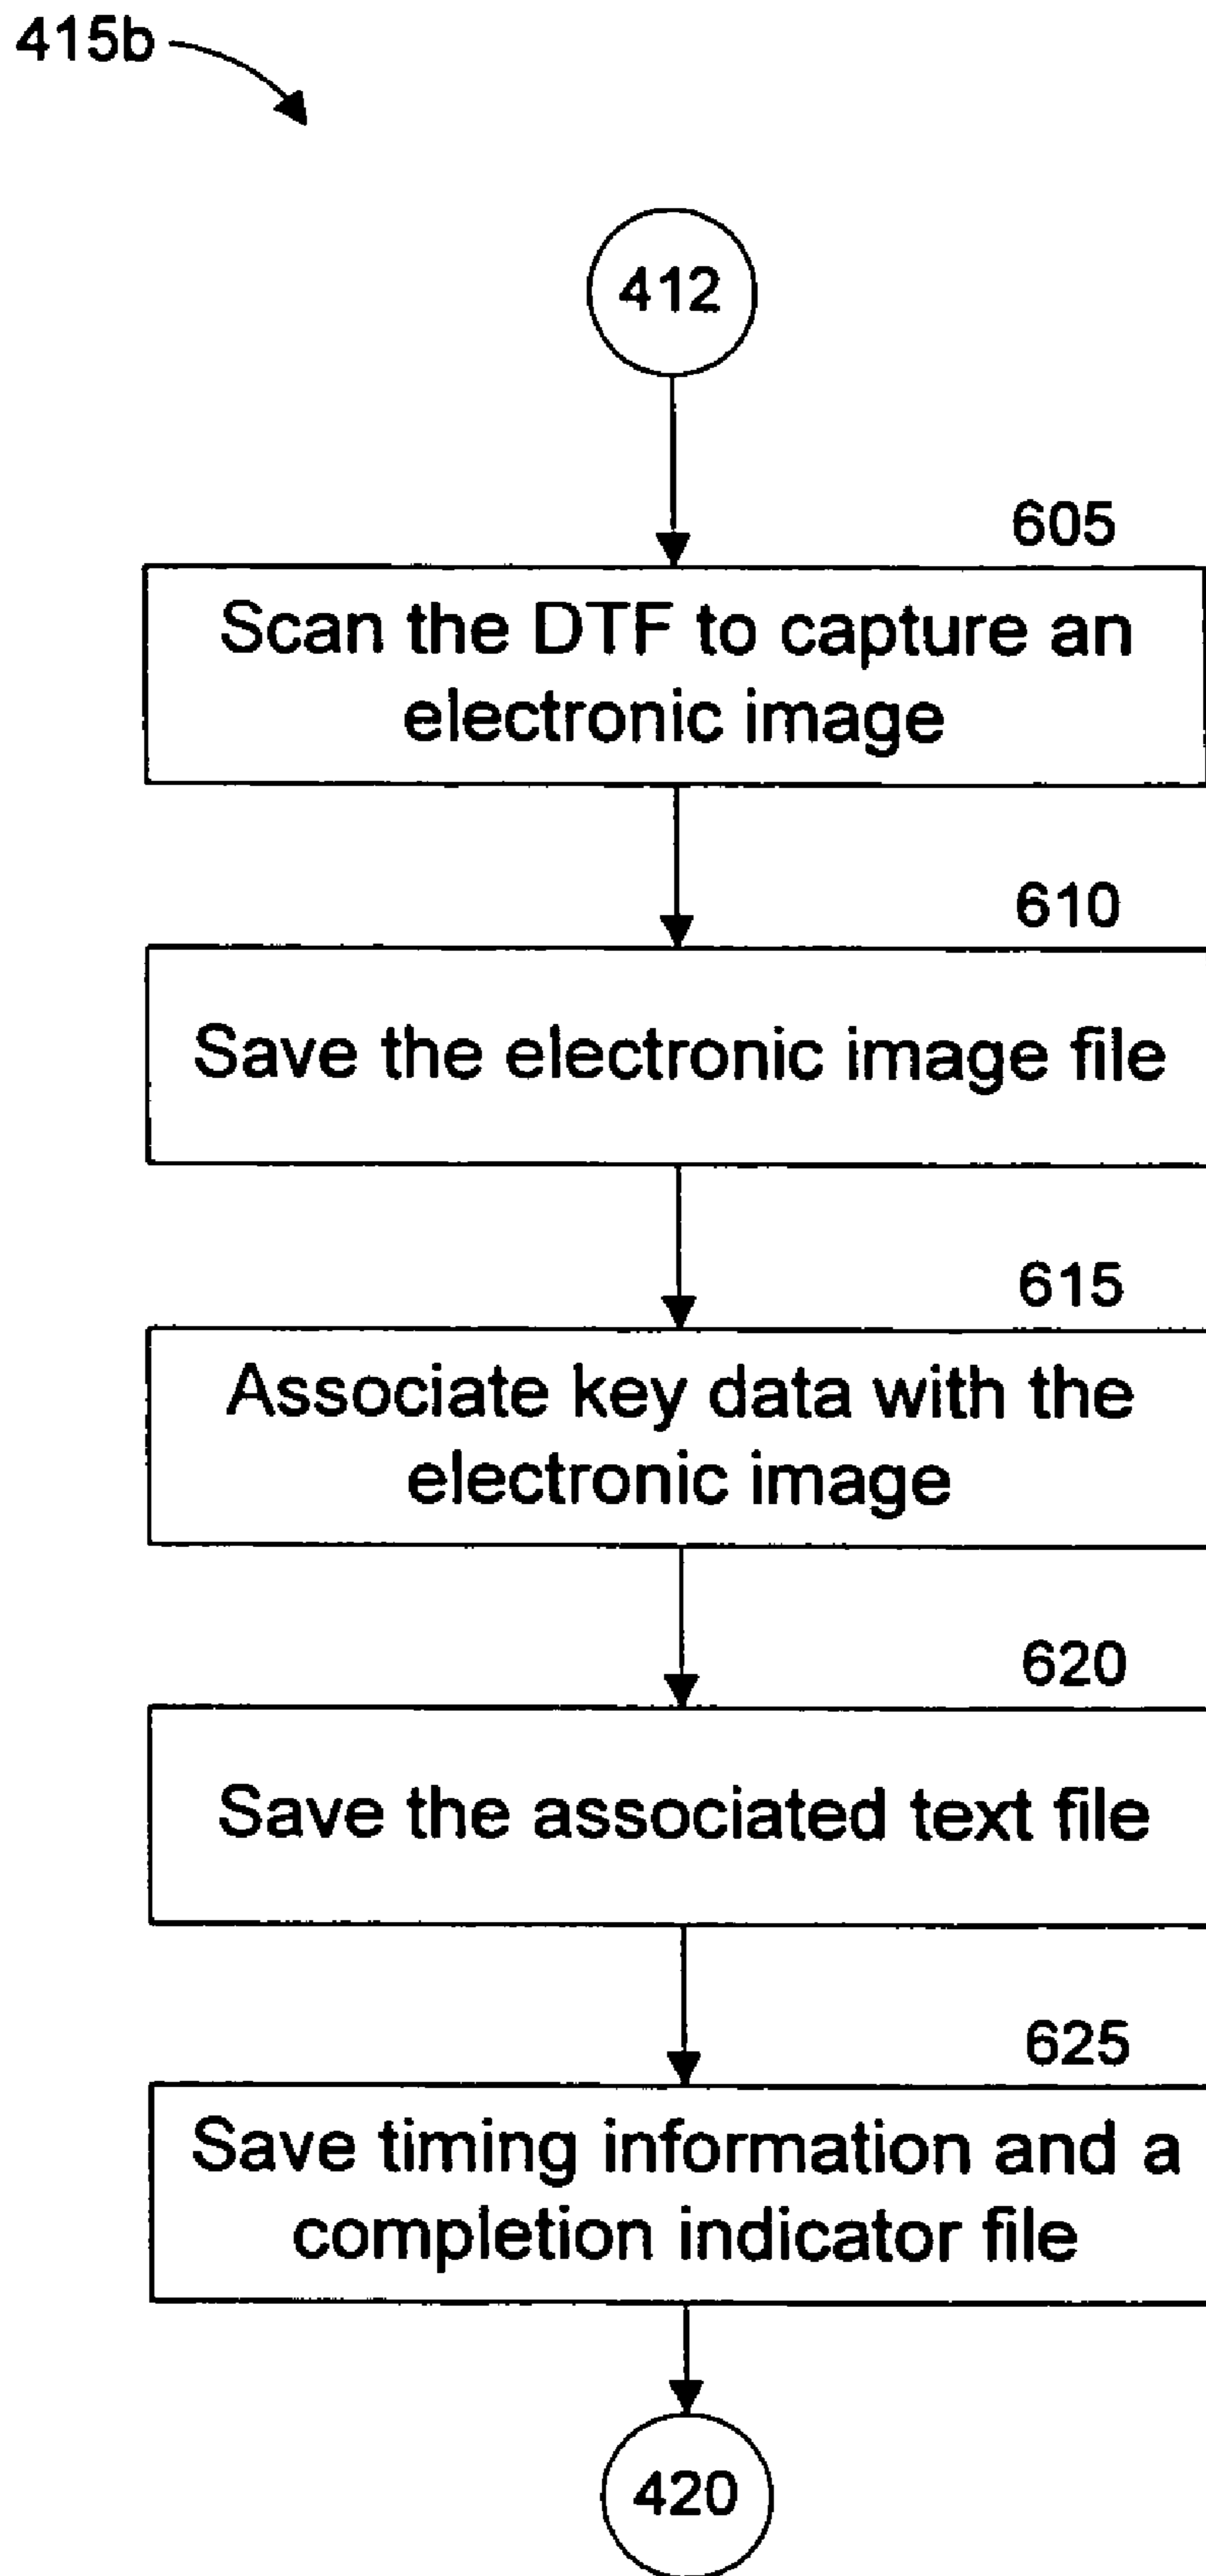 415b
412
605
Scan the DTF to capture an
electronic image
610
Save the electronic image file
615
Associate key data with the
electronic image
620
Save the associated text file
625
Save timing information and a
completion indicator file
420